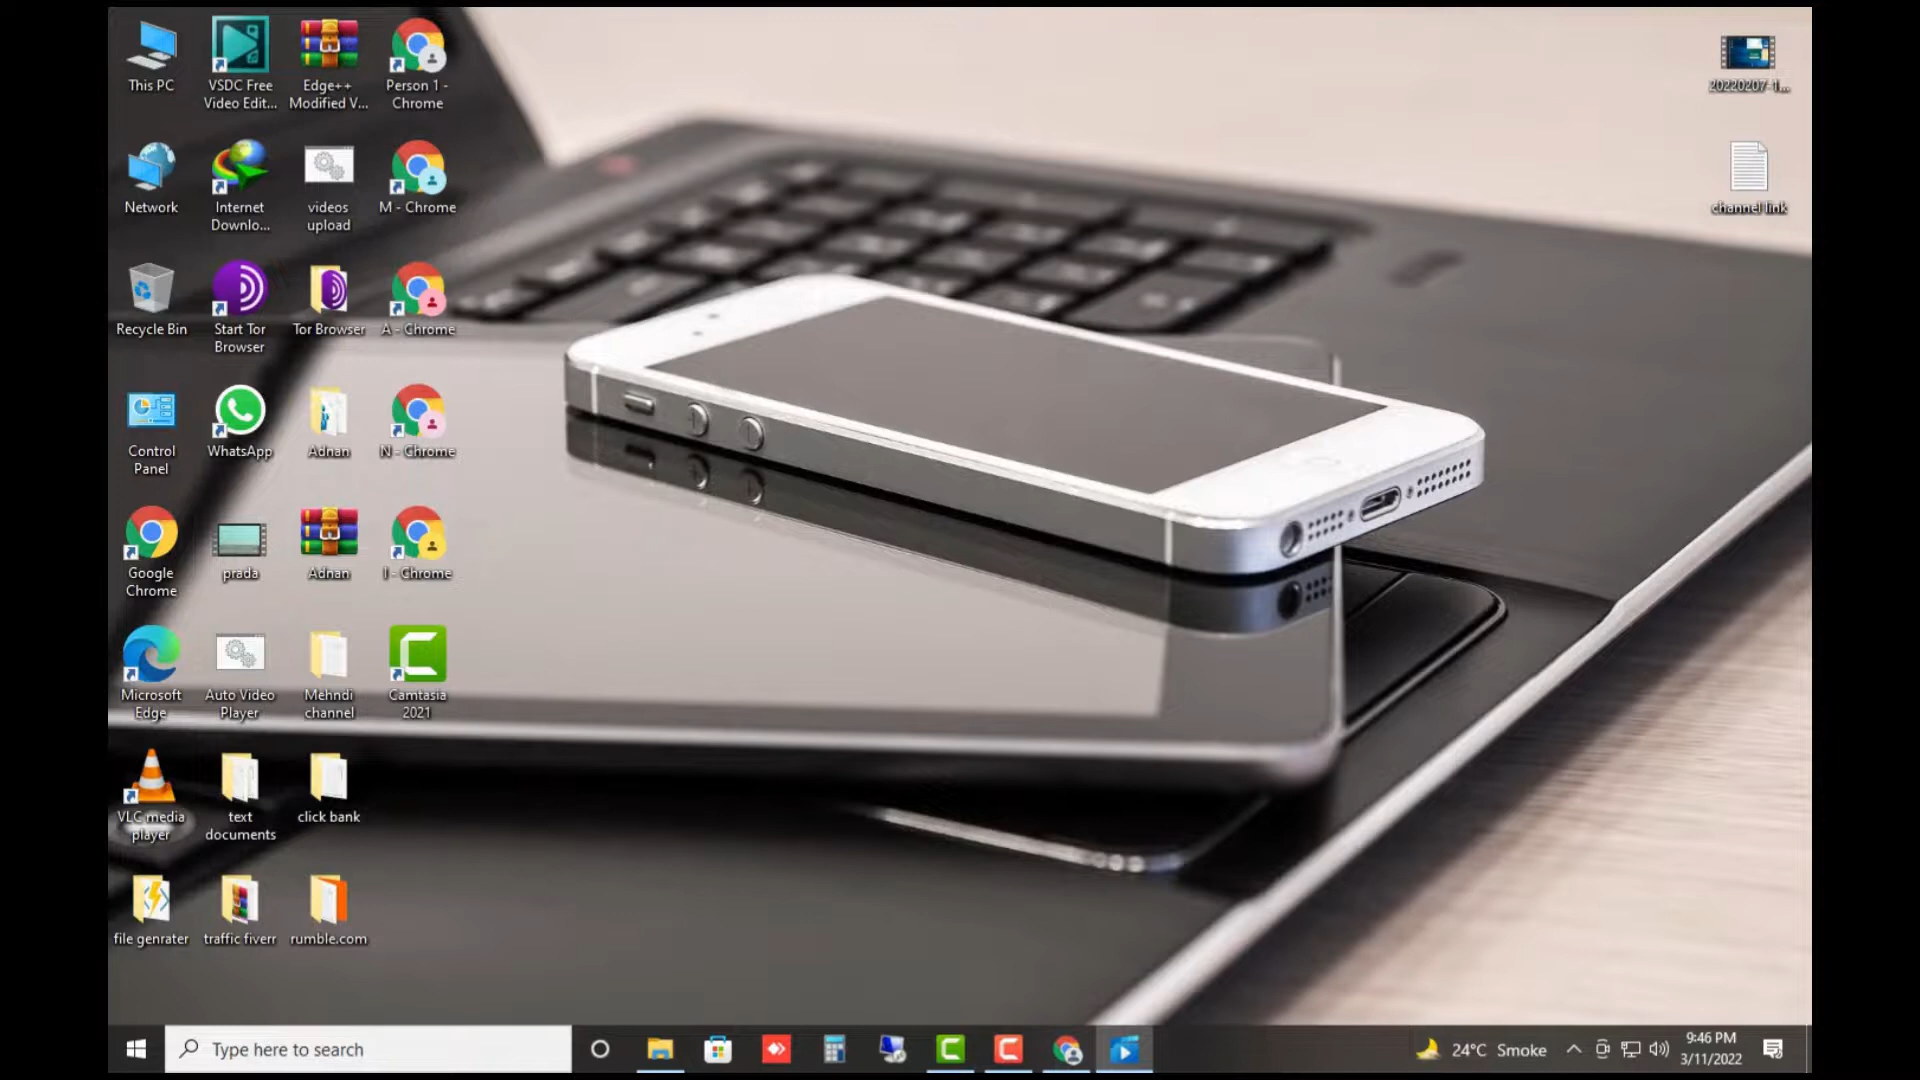 This PC
VSDC Free
Video Edit...
Edge++
Modified V...
Person 1 -
Chrome
20220207-1...
Network
Internet
Downlo...
videos
upload
M - Chrome
channel link
Recycle Bin
Start Tor
Browser
Tor Browser
A - Chrome
Control
Panel
WhatsApp
Adnan
N - Chrome
Google
Chrome
prada
Adnan
I - Chrome
Microsoft
Edge
Auto Video
Player
Mehndi
channel
Camtasia
2021
VLC media
player
text
documents
click bank
file genrater
traffic fiverr
rumble.com
Type here to search
24°C Smoke
9:46 PM
3/11/2022